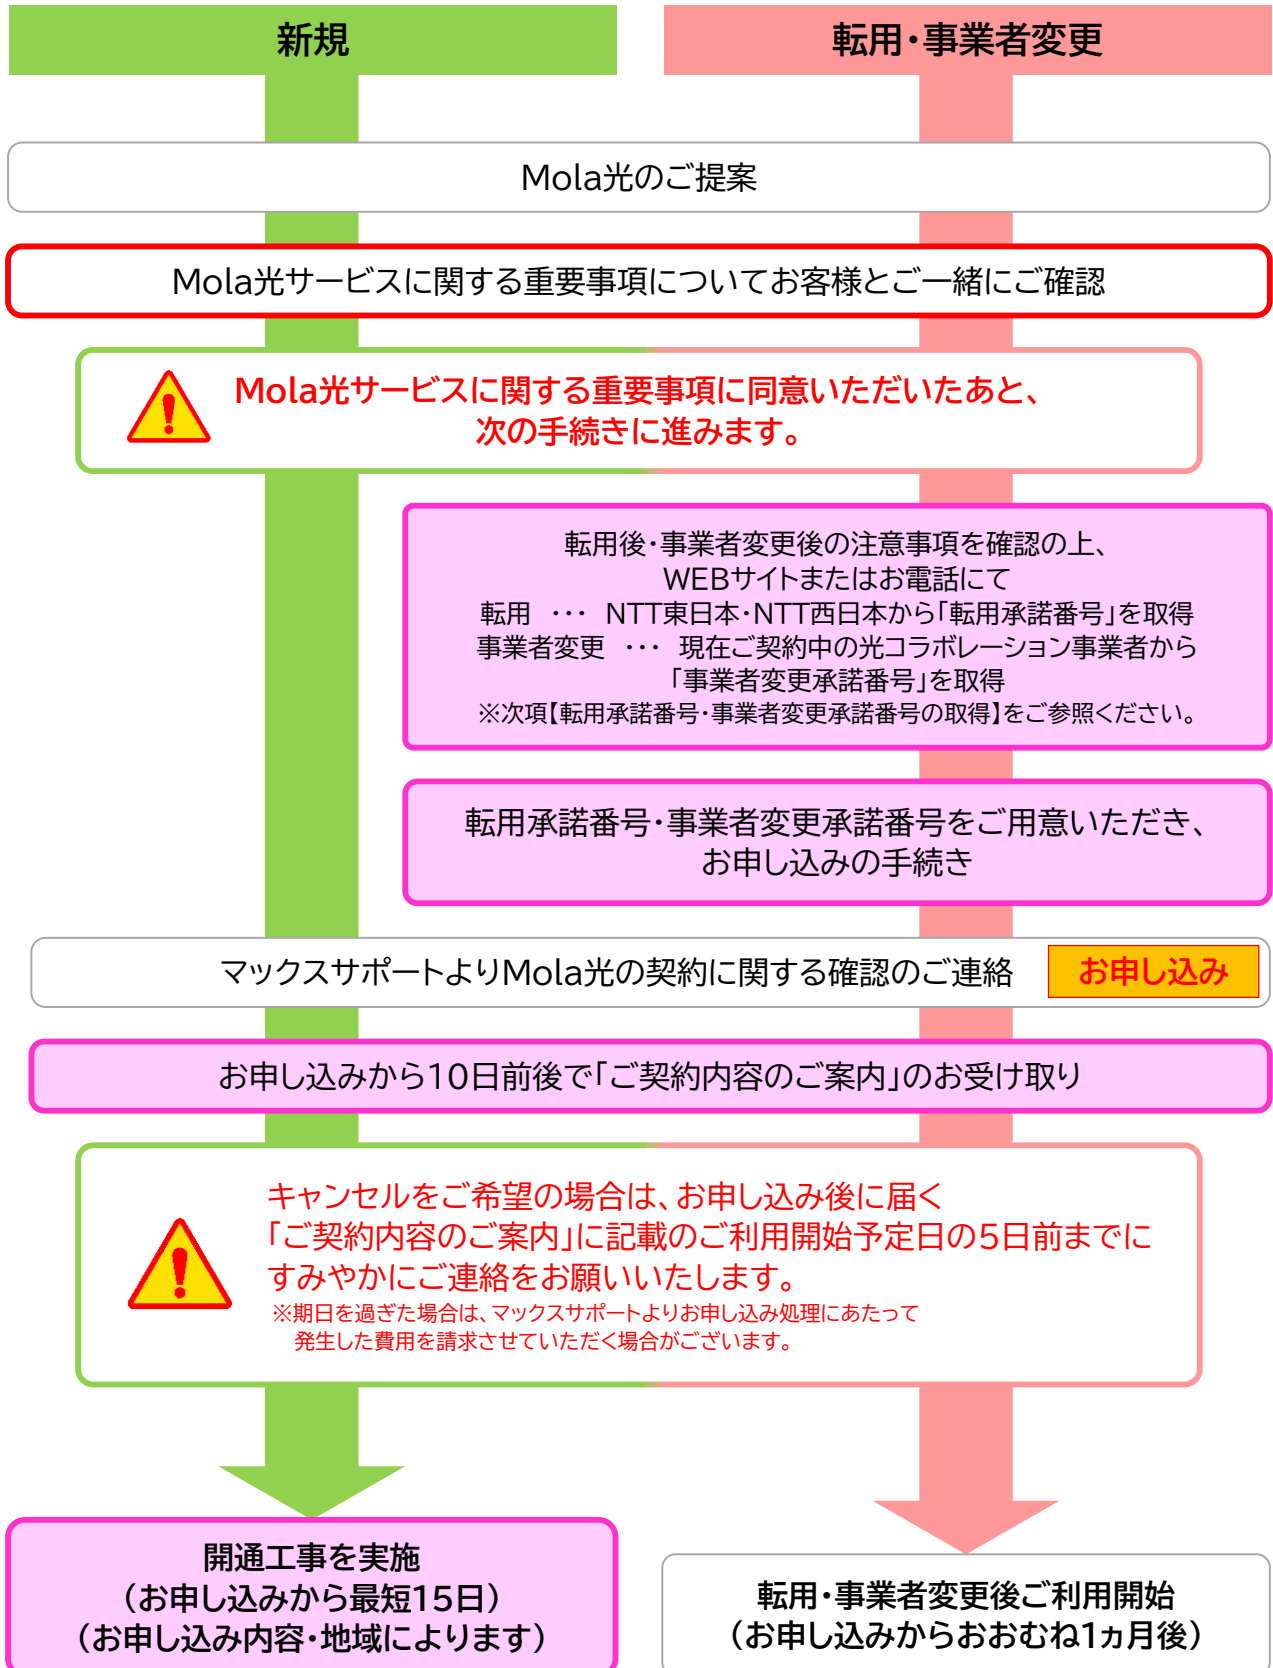 新規
転用・事業者変更
Mola光のご提案
Mola光サービスに関する重要事項についてお客様とご一緒にご確認
Mola光サービスに関する重要事項に同意いただいたあと、
次の手続きに進みます。
転用後・事業者変更後の注意事項を確認の上、
WEBサイトまたはお電話にて
転用 ・・・ NTT東日本・NTT西日本から「転用承諾番号」を取得
事業者変更 ・・・ 現在ご契約中の光コラボレーション事業者から
「事業者変更承諾番号」を取得
※次項【転用承諾番号・事業者変更承諾番号の取得】をご参照ください。
転用承諾番号・事業者変更承諾番号をご用意いただき、
お申し込みの手続き
マックスサポートよりMola光の契約に関する確認のご連絡
お申し込み
お申し込みから10日前後で「ご契約内容のご案内」のお受け取り
キャンセルをご希望の場合は、お申し込み後に届く
「ご契約内容のご案内」に記載のご利用開始予定日の5日前までに
すみやかにご連絡をお願いいたします。
※期日を過ぎた場合は、マックスサポートよりお申し込み処理にあたって
発生した費用を請求させていただく場合がございます。
開通工事を実施
（お申し込みから最短15日）
（お申し込み内容・地域によります）
転用・事業者変更後ご利用開始
（お申し込みからおおむね1ヵ月後）